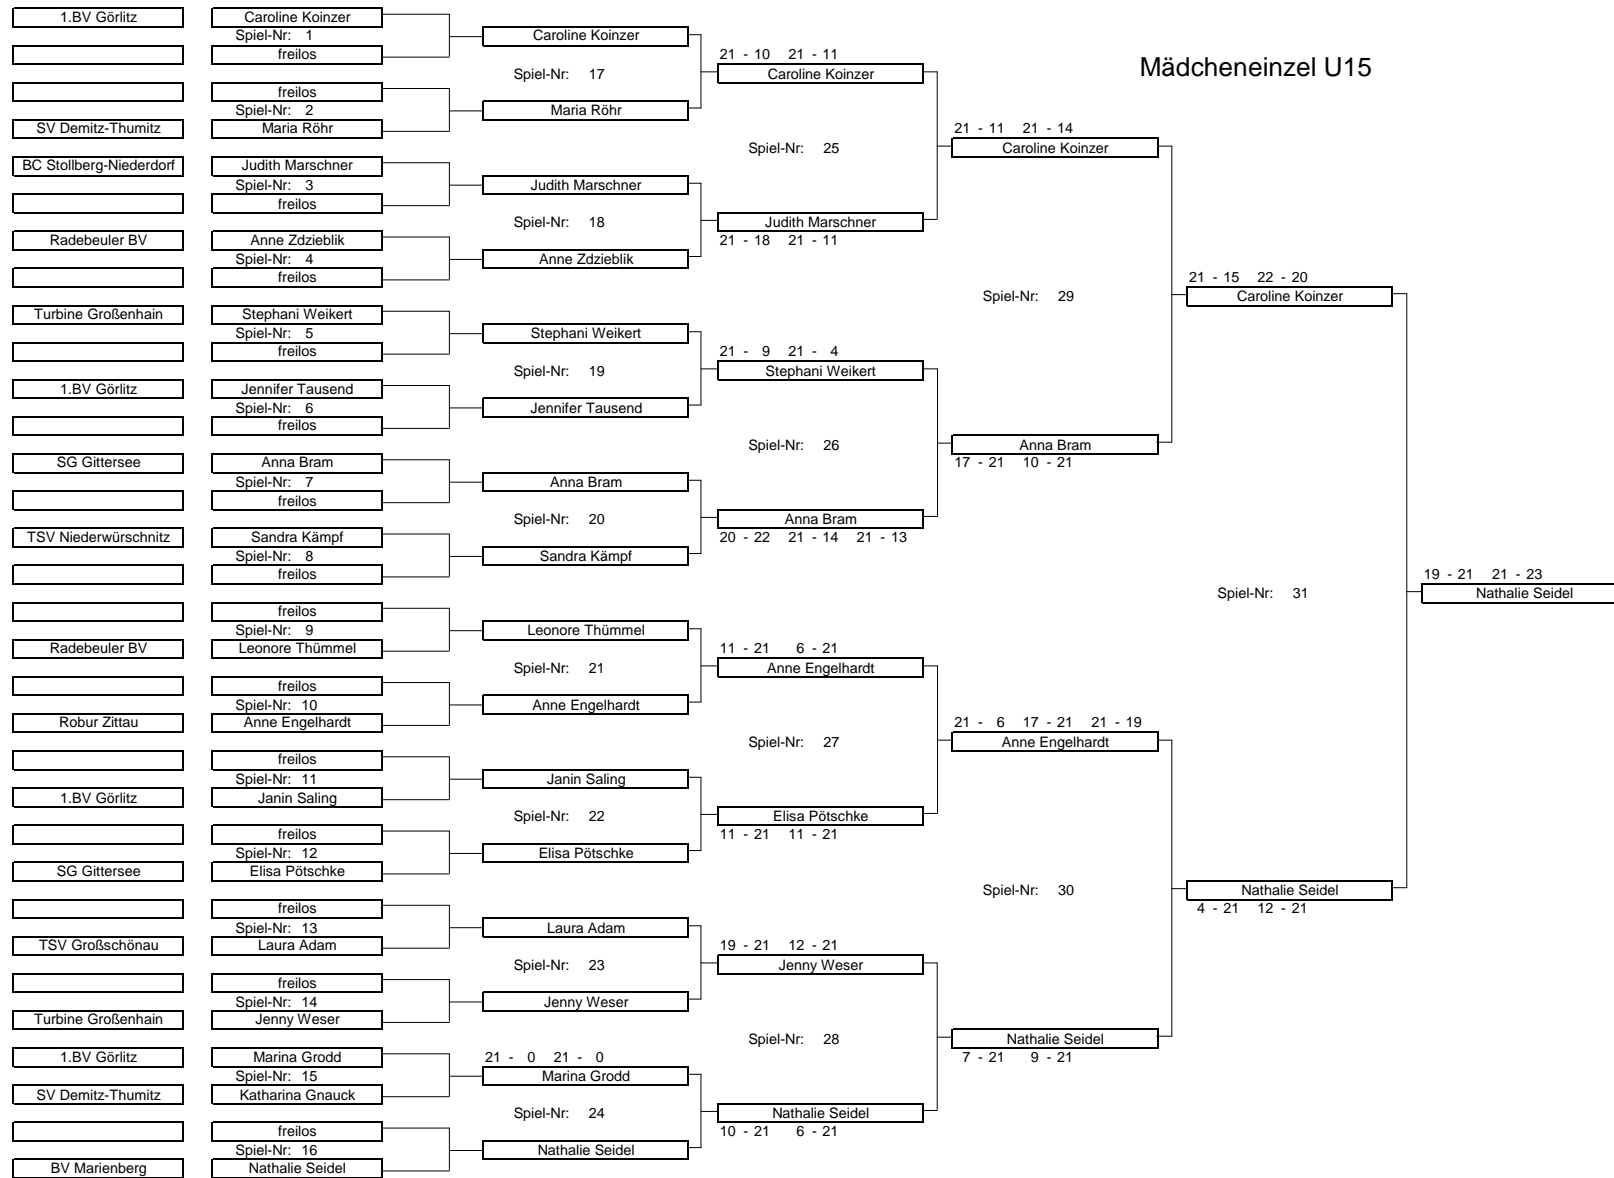 Mädcheneinzel U15
1.BV Görlitz Caroline Koinzer
Spiel-Nr: 1
freilos
freilos
Spiel-Nr: 2
SV Demitz-Thumitz Maria Röhr
BC Stollberg-Niederdorf Judith Marschner
Spiel-Nr: 3
freilos
Radebeuler BV Anne Zdzieblik
Spiel-Nr: 4
freilos
Turbine Großenhain Stephani Weikert
Spiel-Nr: 5
freilos
1.BV Görlitz Jennifer Tausend
Spiel-Nr: 6
freilos
SG Gittersee Anna Bram
Spiel-Nr: 7
freilos
TSV Niederwürschnitz Sandra Kämpf
Spiel-Nr: 8
freilos
freilos
Spiel-Nr: 9
Radebeuler BV Leonore Thümmel
freilos
Spiel-Nr: 10
Robur Zittau Anne Engelhardt
freilos
Spiel-Nr: 11
1.BV Görlitz Janin Saling
freilos
Spiel-Nr: 12
SG Gittersee Elisa Pötschke
freilos
Spiel-Nr: 13
TSV Großschönau Laura Adam
freilos
Spiel-Nr: 14
Turbine Großenhain Jenny Weser
1.BV Görlitz Marina Grodd
Spiel-Nr: 15
SV Demitz-Thumitz Katharina Gnauck
freilos
Spiel-Nr: 16
BV Marienberg Nathalie Seidel
Caroline Koinzer
Spiel-Nr: 17
Maria Röhr
Judith Marschner
Spiel-Nr: 18
Anne Zdzieblik
Stephani Weikert
Spiel-Nr: 19
Jennifer Tausend
Anna Bram
Spiel-Nr: 20
Sandra Kämpf
Leonore Thümmel
Spiel-Nr: 21
Anne Engelhardt
Janin Saling
Spiel-Nr: 22
Elisa Pötschke
Laura Adam
Spiel-Nr: 23
Jenny Weser
21 - 0 21 - 0
Marina Grodd
Spiel-Nr: 24
Nathalie Seidel
21 - 10 21 - 11
Caroline Koinzer
Spiel-Nr: 25
Judith Marschner
21 - 18 21 - 11
21 - 9 21 - 4
Stephani Weikert
Spiel-Nr: 26
Anna Bram
20 - 22 21 - 14 21 - 13
11 - 21 6 - 21
Anne Engelhardt
Spiel-Nr: 27
Elisa Pötschke
11 - 21 11 - 21
19 - 21 12 - 21
Jenny Weser
Spiel-Nr: 28
Nathalie Seidel
10 - 21 6 - 21
21 - 11 21 - 14
Caroline Koinzer
Spiel-Nr: 29
Anna Bram
17 - 21 10 - 21
21 - 6 17 - 21 21 - 19
Anne Engelhardt
Spiel-Nr: 30
Nathalie Seidel
7 - 21 9 - 21
21 - 15 22 - 20
Caroline Koinzer
Spiel-Nr: 31
Nathalie Seidel
4 - 21 12 - 21
19 - 21 21 - 23
Nathalie Seidel